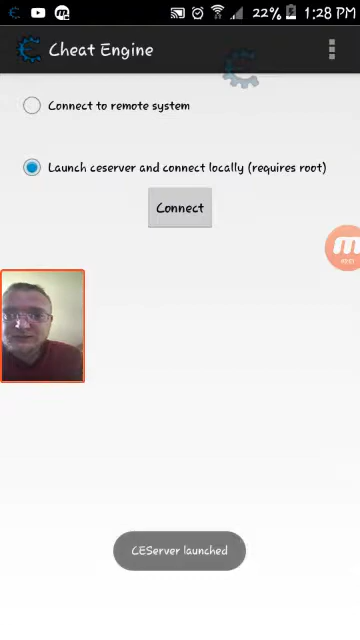 22% 1:28 PM
Cheat Engine
Connect to remote system
Launch ceserver and connect locally (requires root)
Connect
CEServer launched